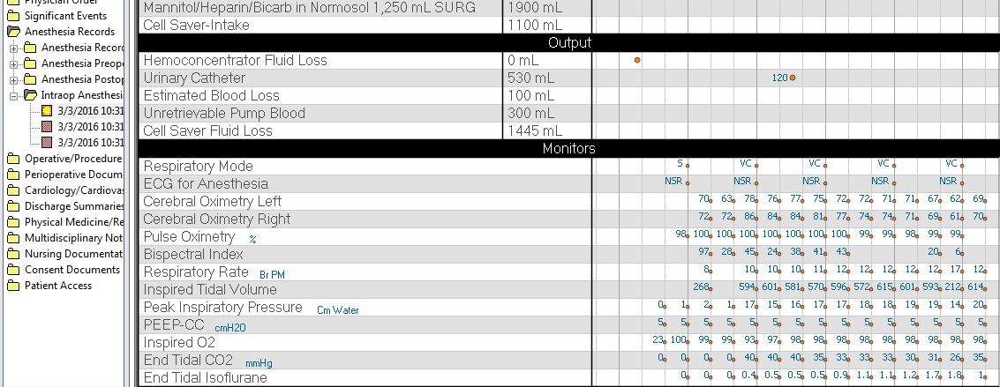 Physician Order
Significant Events
Anesthesia Records
Anesthesia Recor
Anesthesia Preop
Anesthesia Postop
Intraop Anesthesi
3/3/2016 10:31
3/3/2016 10:31
3/3/2016 10:31
Operative/Procedure
Perioperative Docum
Cardiology/Cardiovas
Discharge Summaries
Physical Medicine/Re
Multidisciplinary Not
Nursing Documentat
Consent Documents
Patient Access
Mannitol/Heparin/Bicarb in Normosol 1,250 mL SURG 1900 mL
Cell Saver-Intake 1100 mL
Output
Hemoconcentrator Fluid Loss 0 mL
Urinary Catheter 530 mL 120
Estimated Blood Loss 100 mL
Unretrievable Pump Blood 300 mL
Cell Saver Fluid Loss 1445 mL
Monitors
Respiratory Mode S VC VC VC VC
ECG for Anesthesia NSR NSR NSR NSR NSR
Cerebral Oximetry Left 70 63 78 76 77 75 72 72 71 71 67 62 69
Cerebral Oximetry Right 72 72 86 84 84 81 77 74 74 71 69 61 70
Pulse Oximetry % 98 100 100 100 100 100 100 100 99 99 98 99 99
Bispectral Index 97 28 45 24 38 41 43 20 6
Respiratory Rate Br PM 8 10 10 10 11 12 12 12 12 12 17 12
Inspired Tidal Volume 268 594 601 581 570 596 572 615 601 593 212 614
Peak Inspiratory Pressure Cm Water 0 1 2 1 17 15 16 17 17 18 18 19 19 14 20
PEEP-CC cmH2O 5 5 5 5 5 5 5 5 5 5 5 5 5 5 5
Inspired O2 23 100 99 99 93 97 98 98 98 98 98 98 98 98 98
End Tidal CO2 mmHg 0 0 0 0 40 40 40 35 33 33 33 30 31 26 35
End Tidal Isoflurane 0 0 0 0.4 0.5 0.5 0.5 0.9 1.1 1.1 1.2 1.7 1.8 1